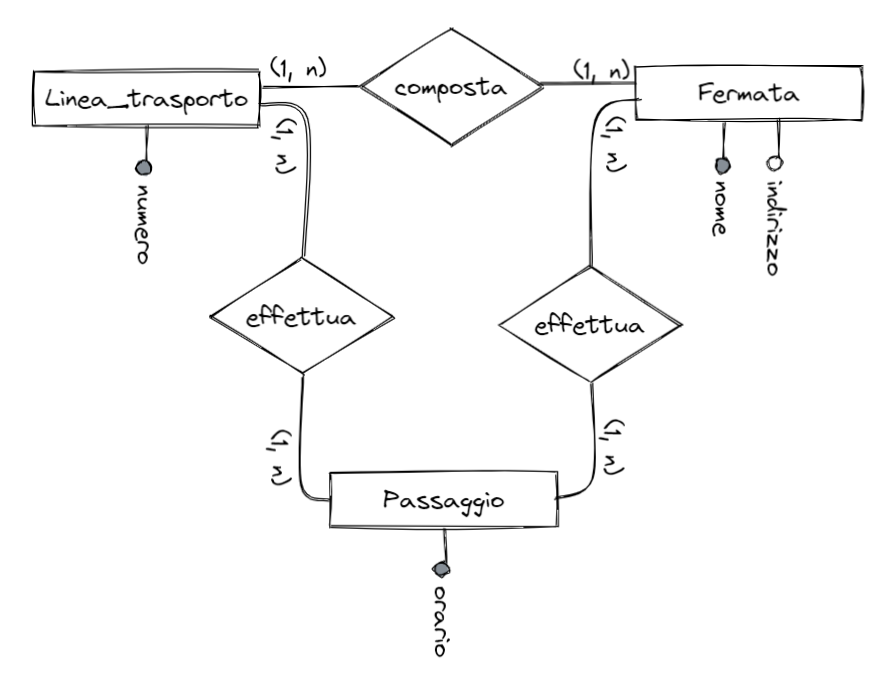 (1, n)
composta
(1, n)
Linea_trasporto
Fermata
(1, n)
(1, n)
numero
nome
indirizzo
effettua
effettua
(1, n)
(1, n)
Passaggio
orario